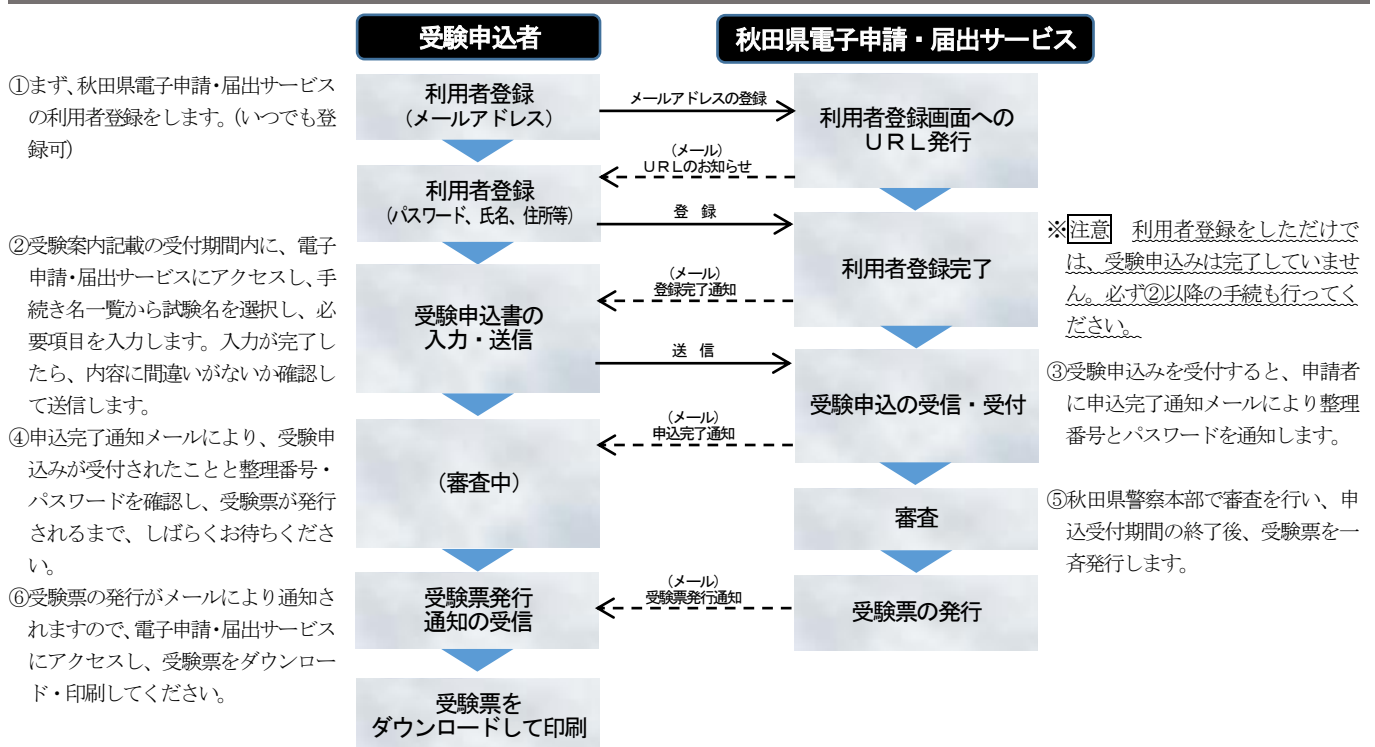 受験申込者
秋田県電子申請・届出サービス
①まず、秋田県電子申請・届出サービス
の利用者登録をします。(いつでも登
録可)
②受験案内記載の受付期間内に、電子
申請・届出サービスにアクセスし、手
続き名一覧から試験名を選択し、必
要項目を入力します。入力が完了し
たら、内容に間違いがないか確認し
て送信します。
④申込完了通知メールにより、受験申
込みが受付されたことと整理番号・
パスワードを確認し、受験票が発行
されるまで、しばらくお待ちくださ
い。
⑥受験票の発行がメールにより通知さ
れますので、電子申請・届出サービス
にアクセスし、受験票をダウンロー
ド・印刷してください。
利用者登録
(メールアドレス)
メールアドレスの登録
利用者登録画面への
URL発行
(メール)
URLのお知らせ
利用者登録
(パスワード、氏名、住所等)
登 録
利用者登録完了
(メール)
登録完了通知
受験申込書の
入力・送信
送 信
受験申込の受信・受付
(メール)
申込完了通知
(審査中)
審査
受験票発行
通知の受信
(メール)
受験票発行通知
受験票の発行
受験票を
ダウンロードして印刷
※注意 利用者登録をしただけで
は、受験申込みは完了していませ
ん。必ず②以降の手続も行ってく
ださい。
③受験申込みを受付すると、申請者
に申込完了通知メールにより整理
番号とパスワードを通知します。
⑤秋田県警察本部で審査を行い、申
込受付期間の終了後、受験票を一
斉発行します。